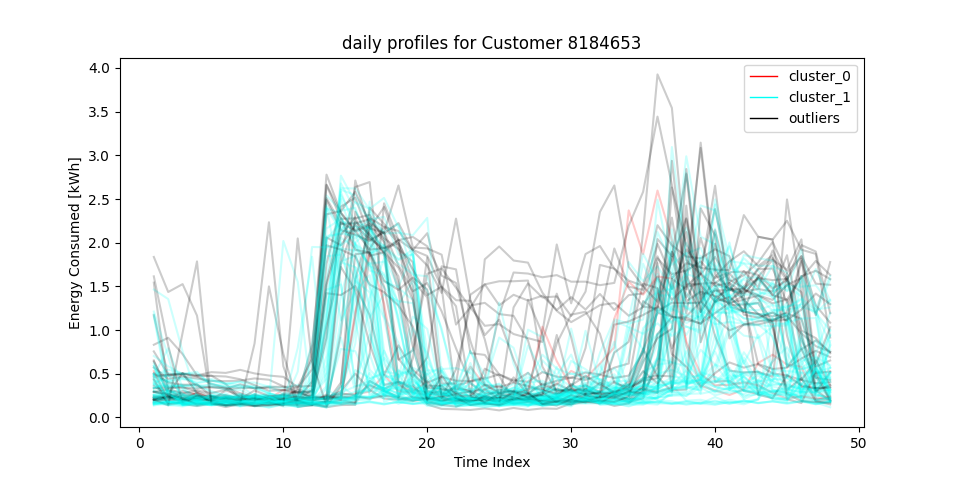 daily profiles for Customer 8184653
4.0
3.5
3.0
2.5
2.0
1.5
1.0
0.5
0.0
Energy Consumed [kWh]
0
10
20
30
40
50
Time Index
cluster_0
cluster_1
outliers